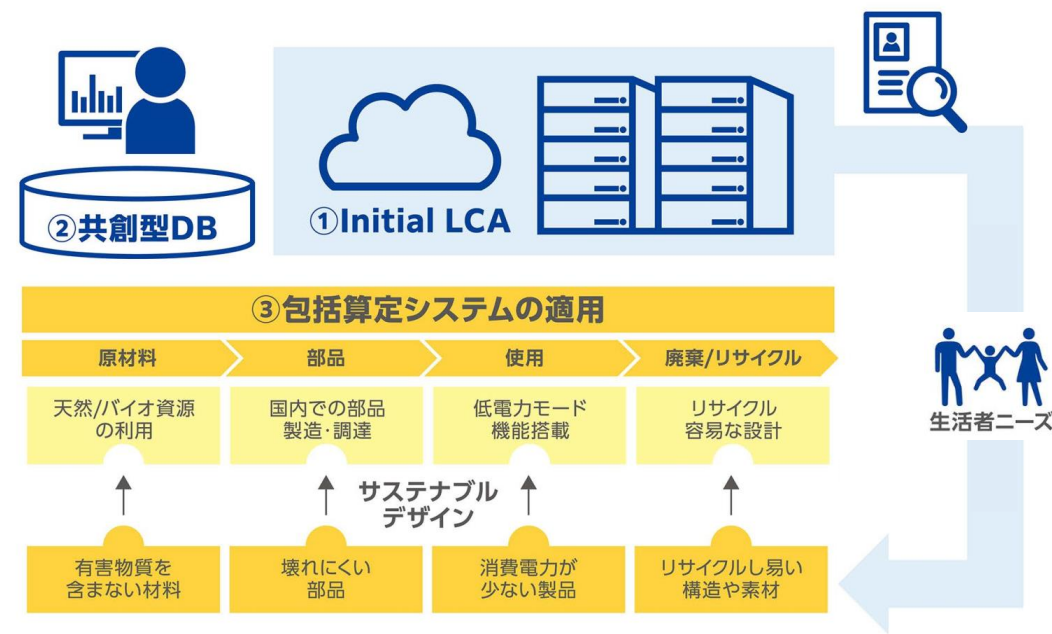 ②共創型DB
①Initial LCA
③包括算定システムの適用
原材料
部品
使用
廃棄/リサイクル
天然/バイオ資源
の利用
国内での部品
製造・調達
低電力モード
機能搭載
リサイクル
容易な設計
生活者ニーズ
サステナブル
デザイン
有害物質を
含まない材料
壊れにくい
部品
消費電力が
少ない製品
リサイクルし易い
構造や素材